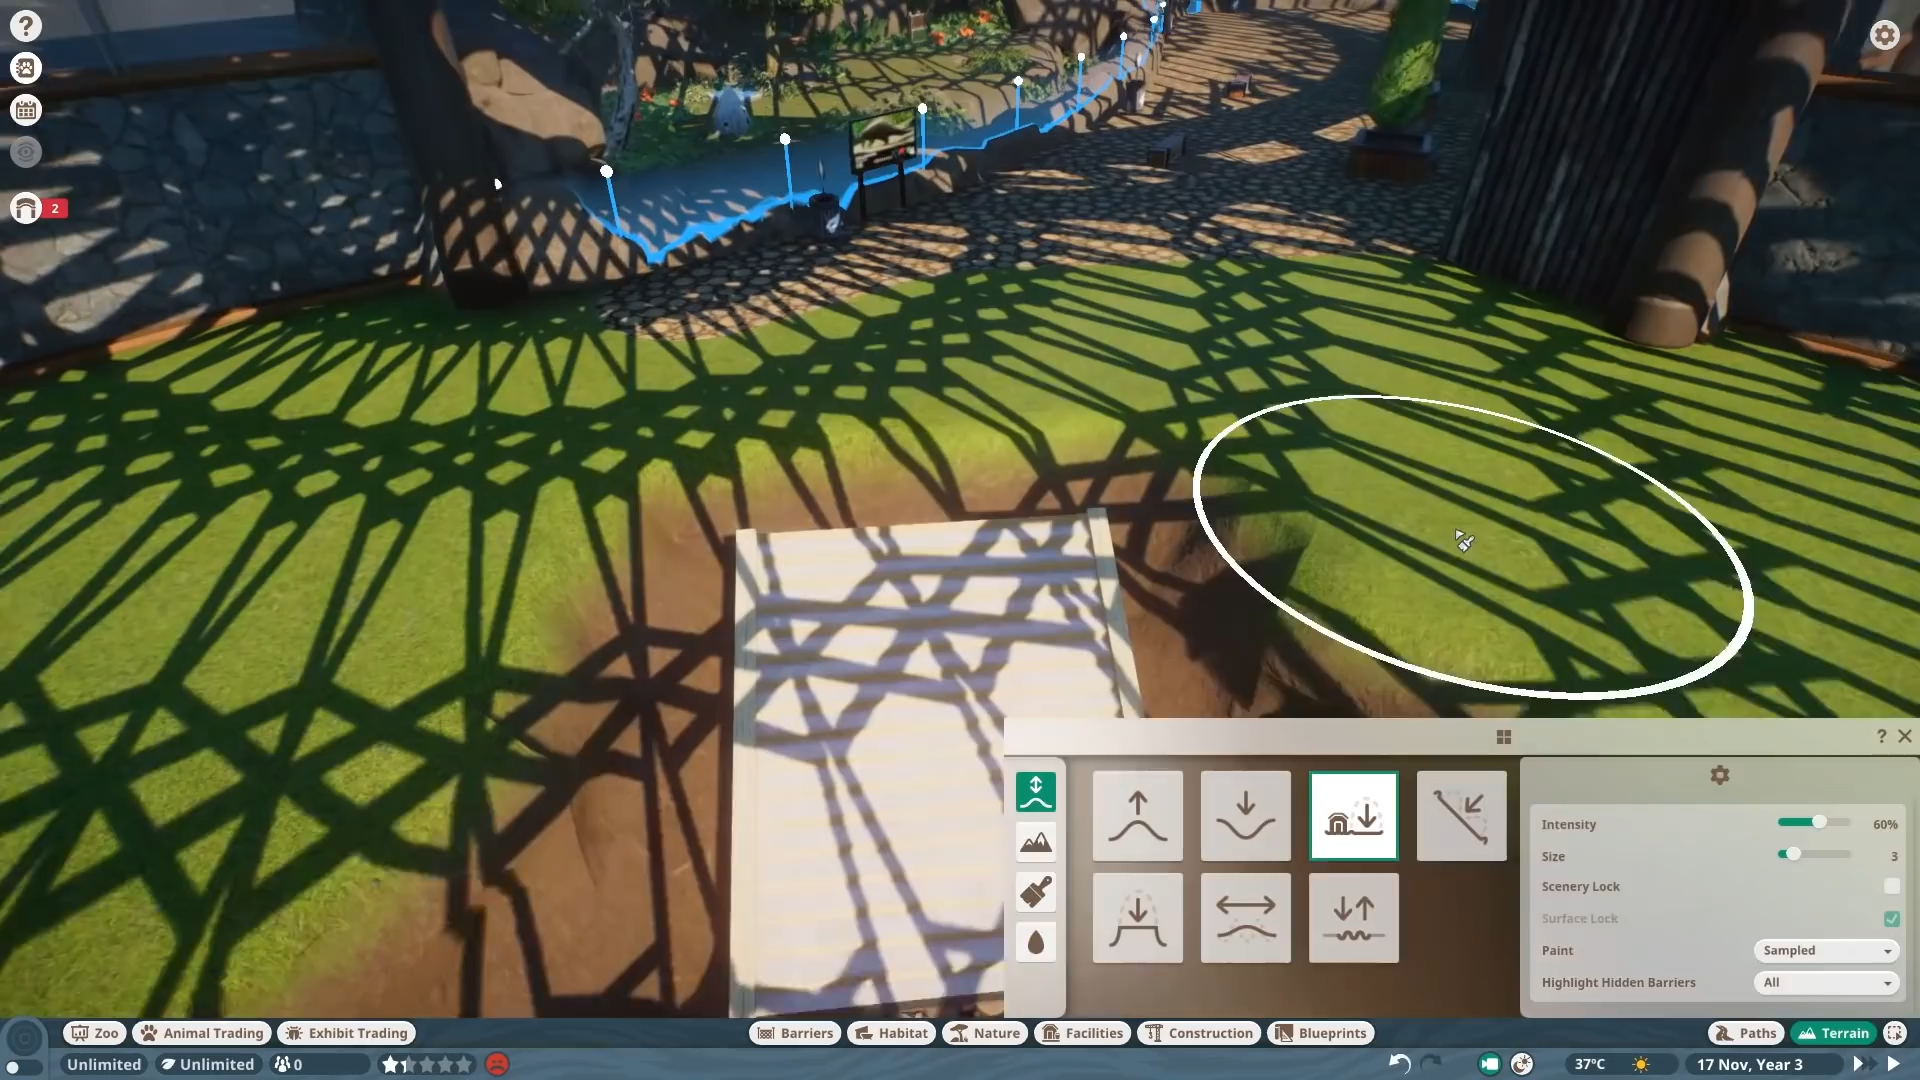 ?
2
? ×
Intensity 60%
Size 3
Scenery Lock
Surface Lock
Paint Sampled
Highlight Hidden Barriers All
Zoo Animal Trading Exhibit Trading Barriers Habitat Nature Facilities Construction Blueprints Paths Terrain
Unlimited Unlimited 0 37°C 17 Nov, Year 3